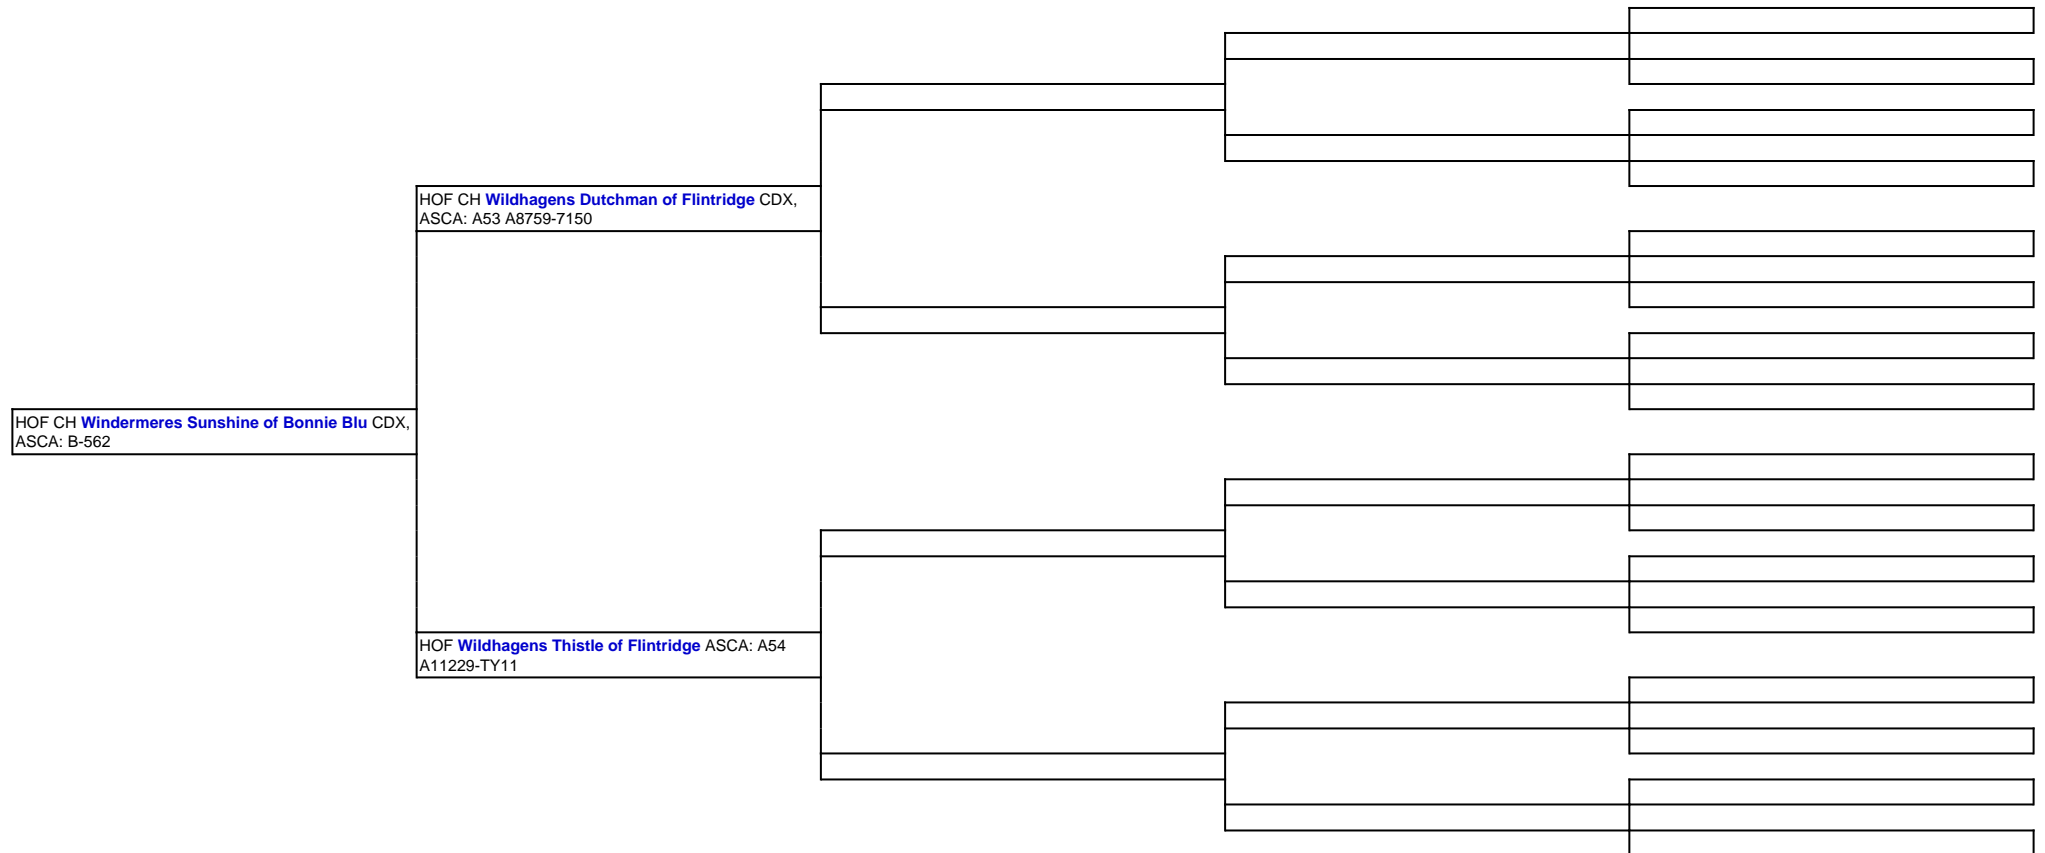 HOF CH Wildhagens Dutchman of Flintridge CDX,
ASCA: A53 A8759-7150
HOF CH Windermeres Sunshine of Bonnie Blu CDX,
ASCA: B-562
HOF Wildhagens Thistle of Flintridge ASCA: A54
A11229-TY11